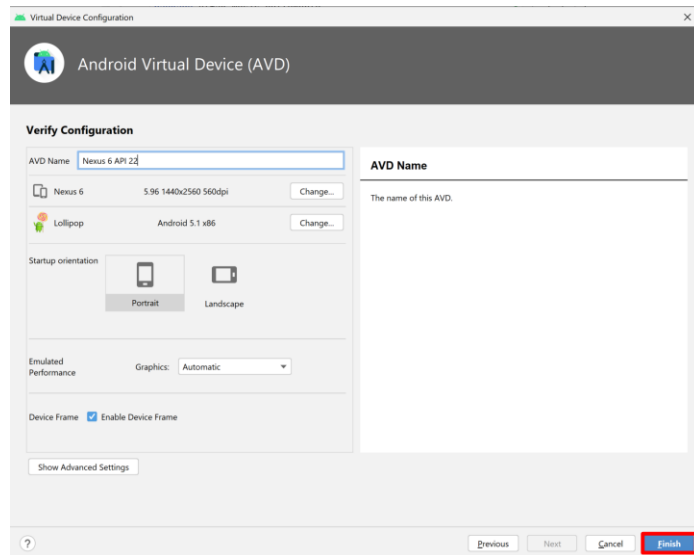 Virtual Device Configuration
Android Virtual Device (AVD)
Verify Configuration
AVD Name Nexus 6 API 22
Nexus 6 5.96 1440x2560 560dpi Change...
Lollipop Android 5.1 x86 Change...
Startup orientation
Portrait Landscape
Emulated
Performance
Graphics: Automatic
Device Frame Enable Device Frame
Show Advanced Settings
AVD Name
The name of this AVD.
? Previous Next Cancel Finish